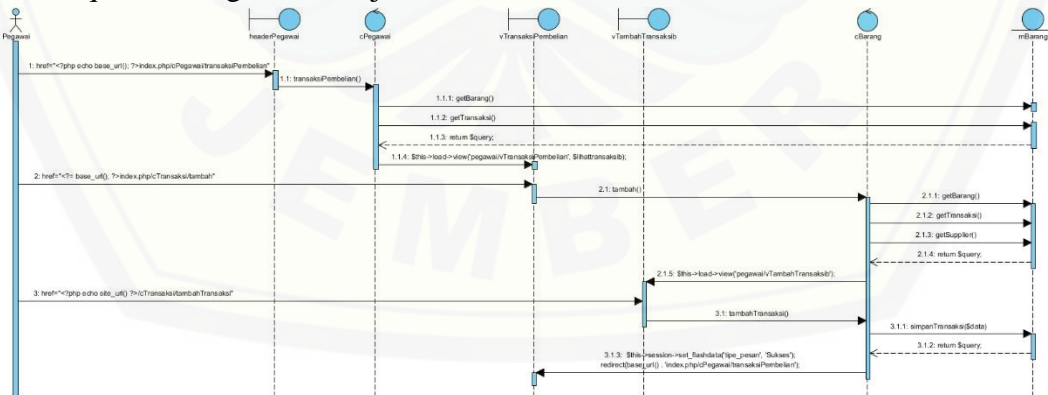 Pegawai
headerPegawai
cPegawai
vTransaksiPembelian
vTambahTransaksib
cBarang
mBarang
1: href="<?php echo base_url(); ?>index.php/cPegawai/transaksiPembelian"
1.1: transaksiPembelian()
1.1.1: getBarang()
1.1.2: getTransaksi()
1.1.3: return $query;
1.1.4: $this->load->view('pegawai/vTransaksiPembelian', $lihattransaksib);
2: href="<?= base_url(); ?>index.php/cTransaksi/tambah"
2.1: tambah()
2.1.1: getBarang()
2.1.2: getTransaksi()
2.1.3: getSupplier()
2.1.4: return $query;
2.1.5: $this->load->view('pegawai/vTambahTransaksib');
3: href="<?php echo site_url() ?>/cTransaksi/tambahTransaksi"
3.1: tambahTransaksi()
3.1.1: simpanTransaksi($data)
3.1.2: return $query;
3.1.3: $this->session->set_flashdata('tipe_pesan', 'Sukses');
redirect(base_url() . 'index.php/cPegawai/transaksiPembelian');
JEMBER